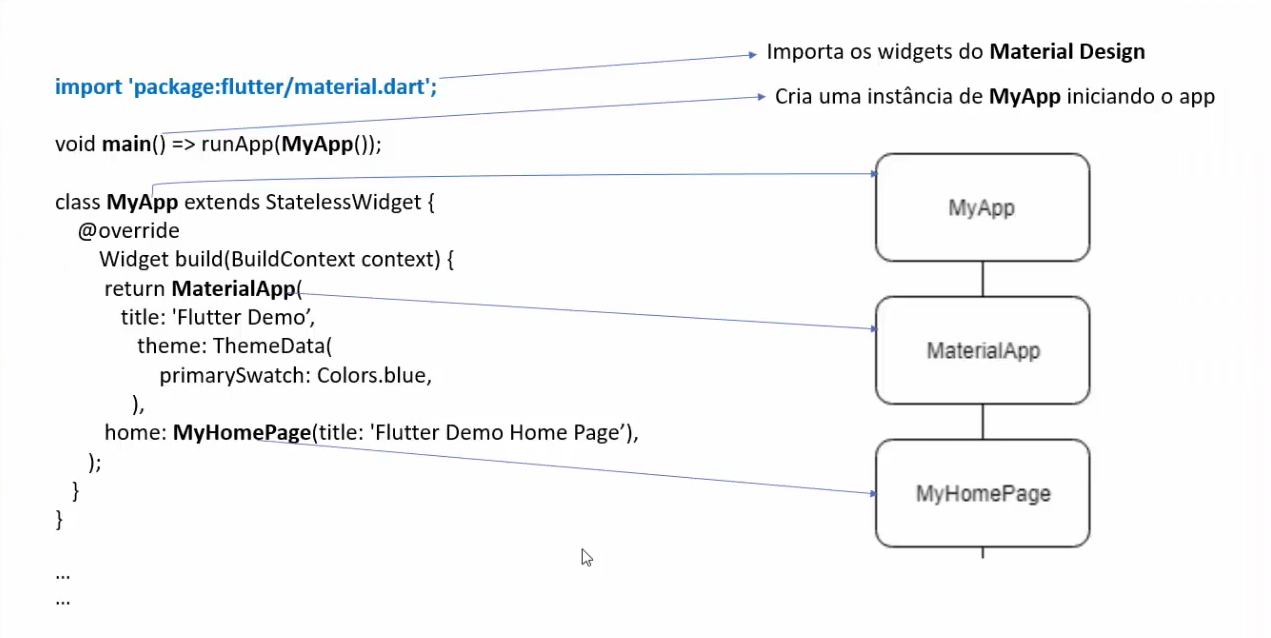 Importa os widgets do Material Design
import 'package:flutter/material.dart';
Cria uma instância de MyApp iniciando o app
void main() => runApp(MyApp());
class MyApp extends StatelessWidget {
@override
Widget build(BuildContext context) {
return MaterialApp(
title: 'Flutter Demo’,
theme: ThemeData(
primarySwatch: Colors.blue,
),
home: MyHomePage(title: 'Flutter Demo Home Page’),
);
}
}
...
...
MyApp
MaterialApp
MyHomePage